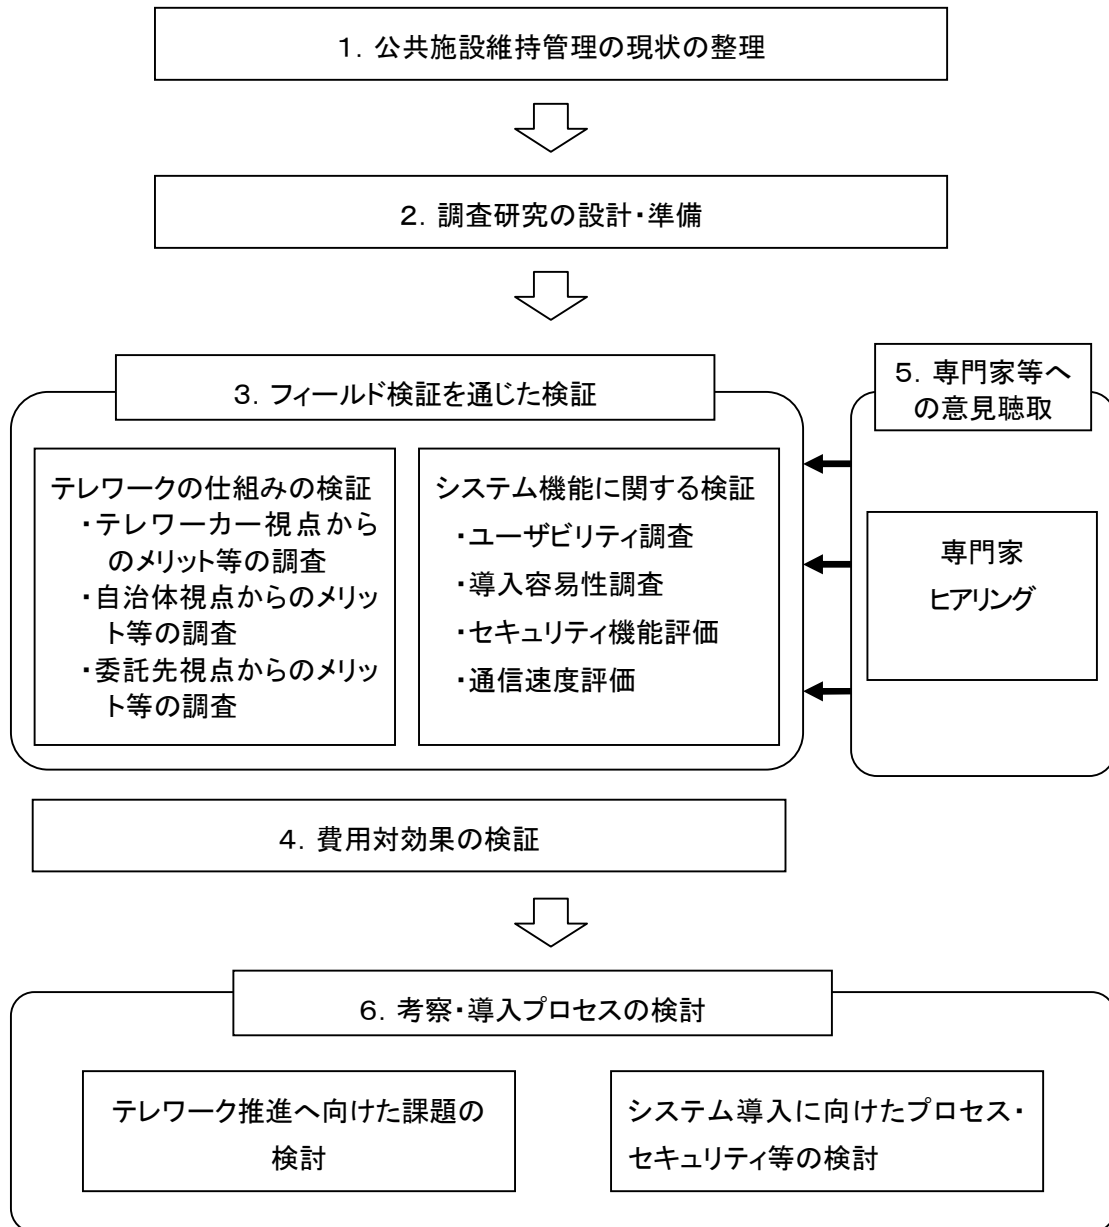 1．公共施設維持管理の現状の整理
2．調査研究の設計・準備
3．フィールド検証を通じた検証
テレワークの仕組みの検証
・テレワーカー視点から
のメリット等の調査
・自治体視点からのメリッ
ト等の調査
・委託先視点からのメリッ
ト等の調査
システム機能に関する検証
・ユーザビリティ調査
・導入容易性調査
・セキュリティ機能評価
・通信速度評価
5．専門家等へ
の意見聴取
専門家
ヒアリング
4．費用対効果の検証
6．考察・導入プロセスの検討
テレワーク推進へ向けた課題の
検討
システム導入に向けたプロセス・
セキュリティ等の検討